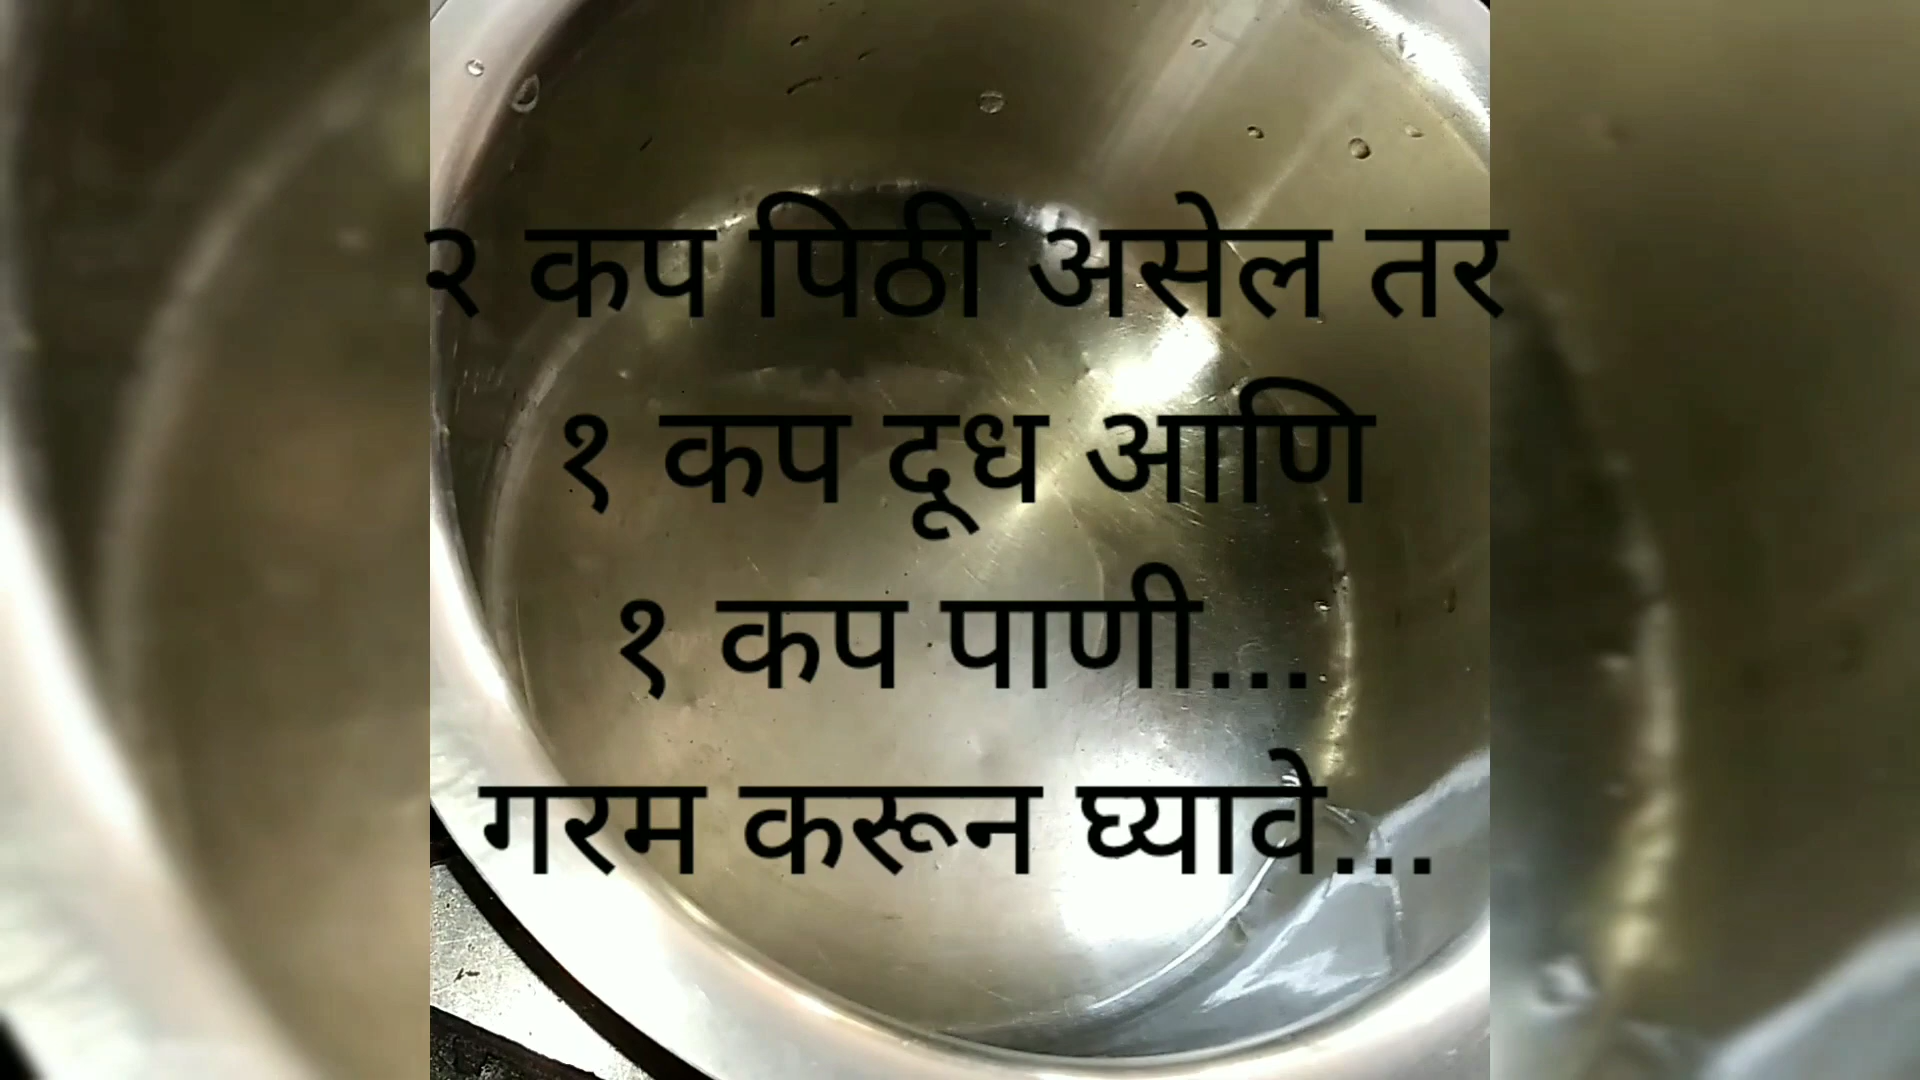 २ कप पिठी असेल तर
१ कप दूध आणि
१ कप पाणी...
गरम करून घ्यावे...